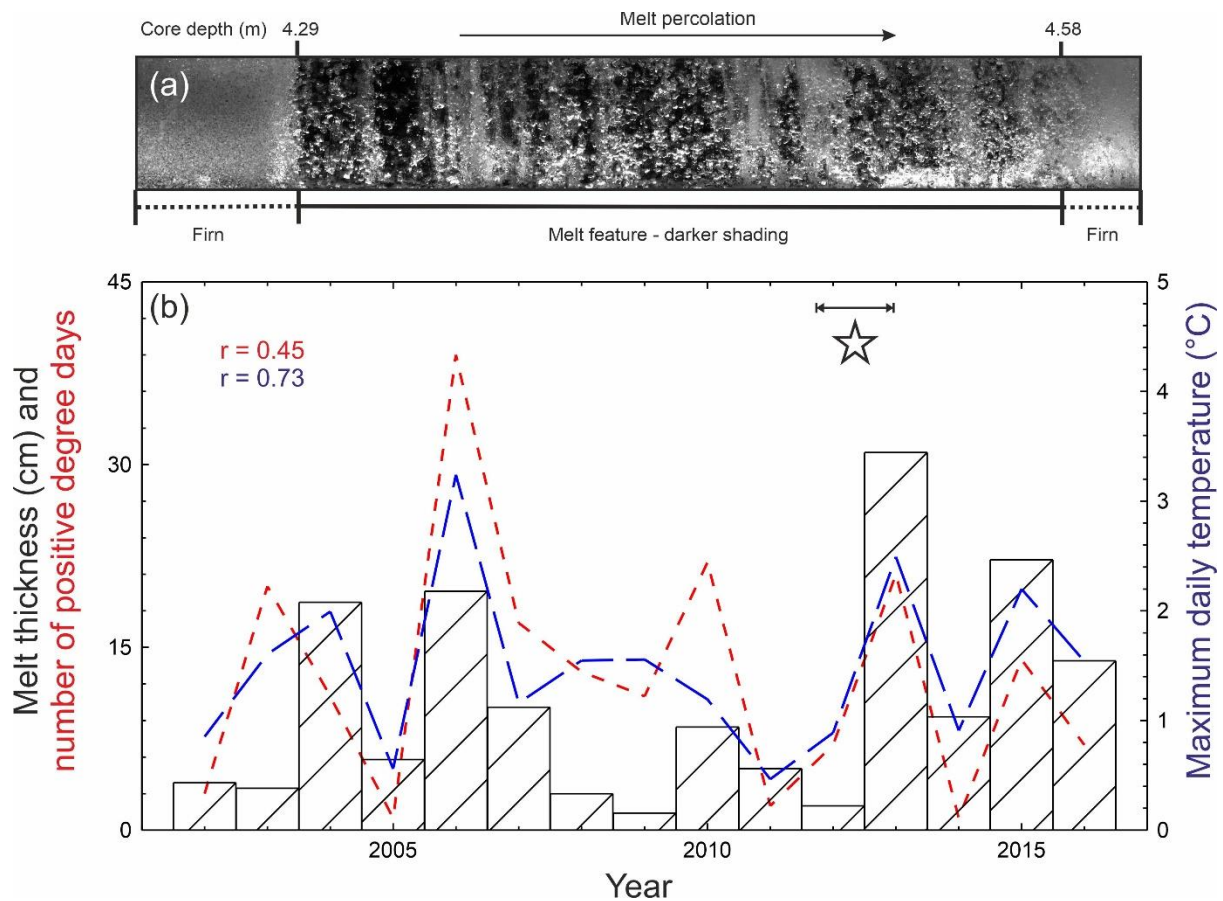 Core depth (m) 4.29 Melt percolation 4.58
(a)
Firn Melt feature - darker shading Firn
(b)
r = 0.45
r = 0.73
Melt thickness (cm) and
number of positive degree days
45
30
15
0
Maximum daily temperature (°C)
5
4
3
2
1
0
2005 2010 2015
Year